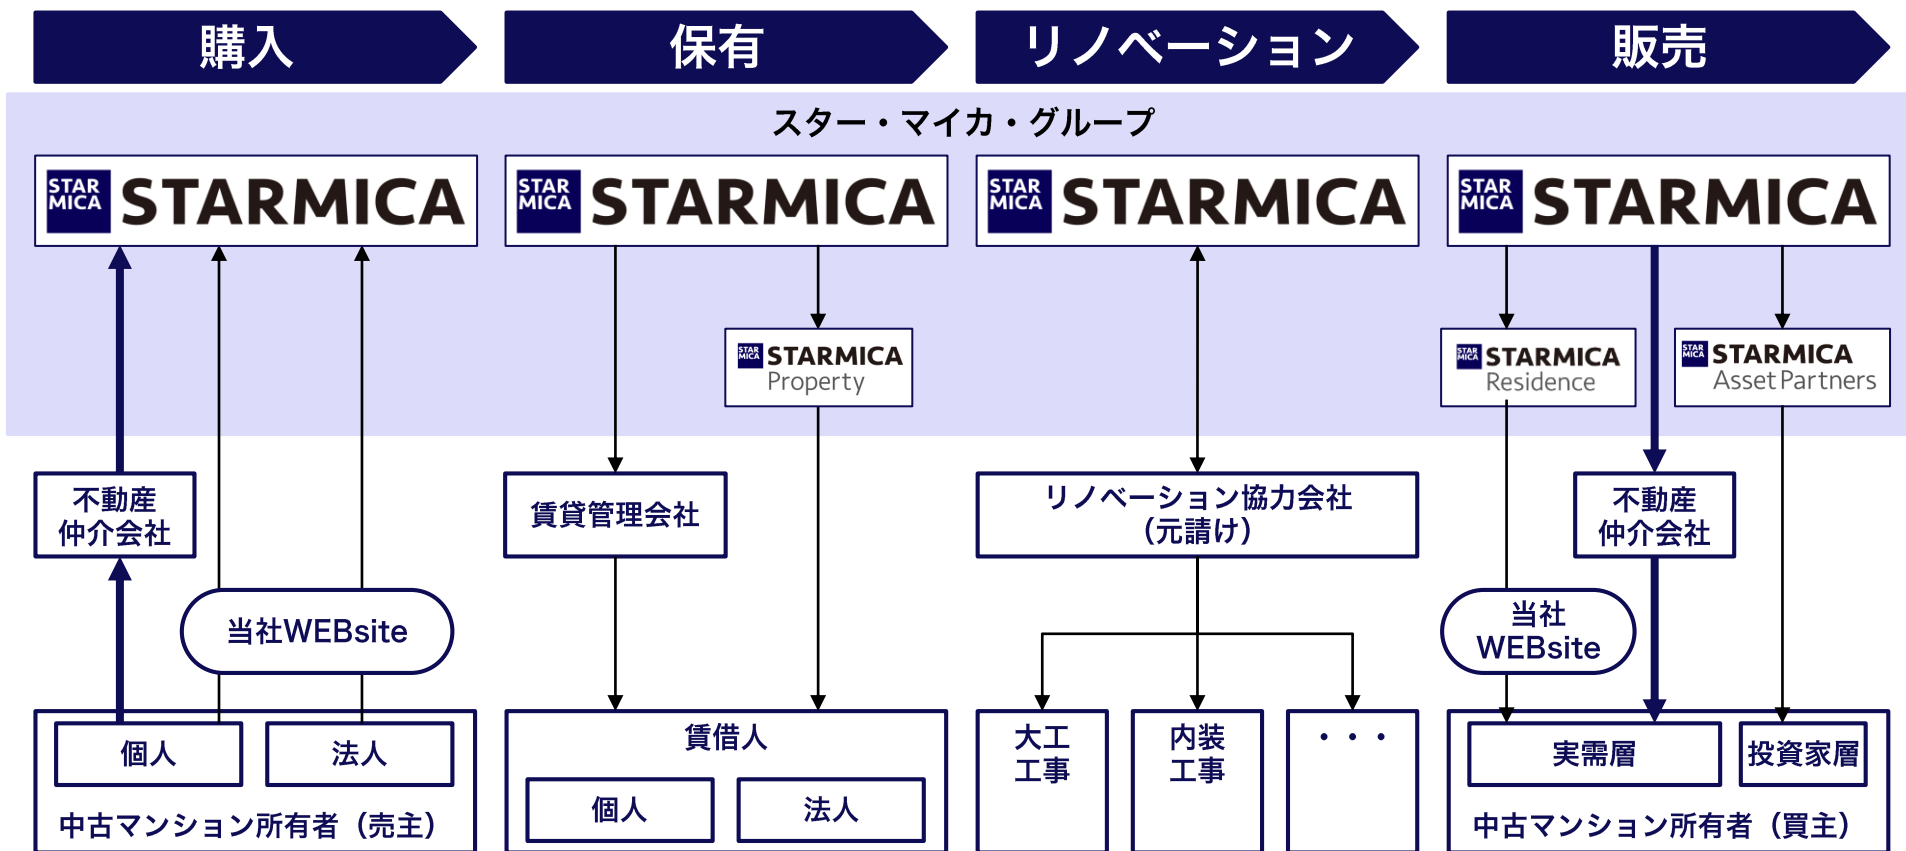 購入
保有
リノベーション
販売
スター・マイカ・グループ
STAR
MICA
STARMICA
STAR
MICA
STARMICA
STAR
MICA
STARMICA
STAR
MICA
STARMICA
STAR
MICA
STARMICA
Property
STAR
MICA
STARMICA
Residence
STAR
MICA
STARMICA
Asset Partners
不動産
仲介会社
賃貸管理会社
リノベーション協力会社
（元請け）
不動産
仲介会社
当社WEBsite
当社
WEBsite
個人
法人
中古マンション所有者（売主）
賃借人
個人
法人
大工
工事
内装
工事
・・・
実需層
投資家層
中古マンション所有者（買主）